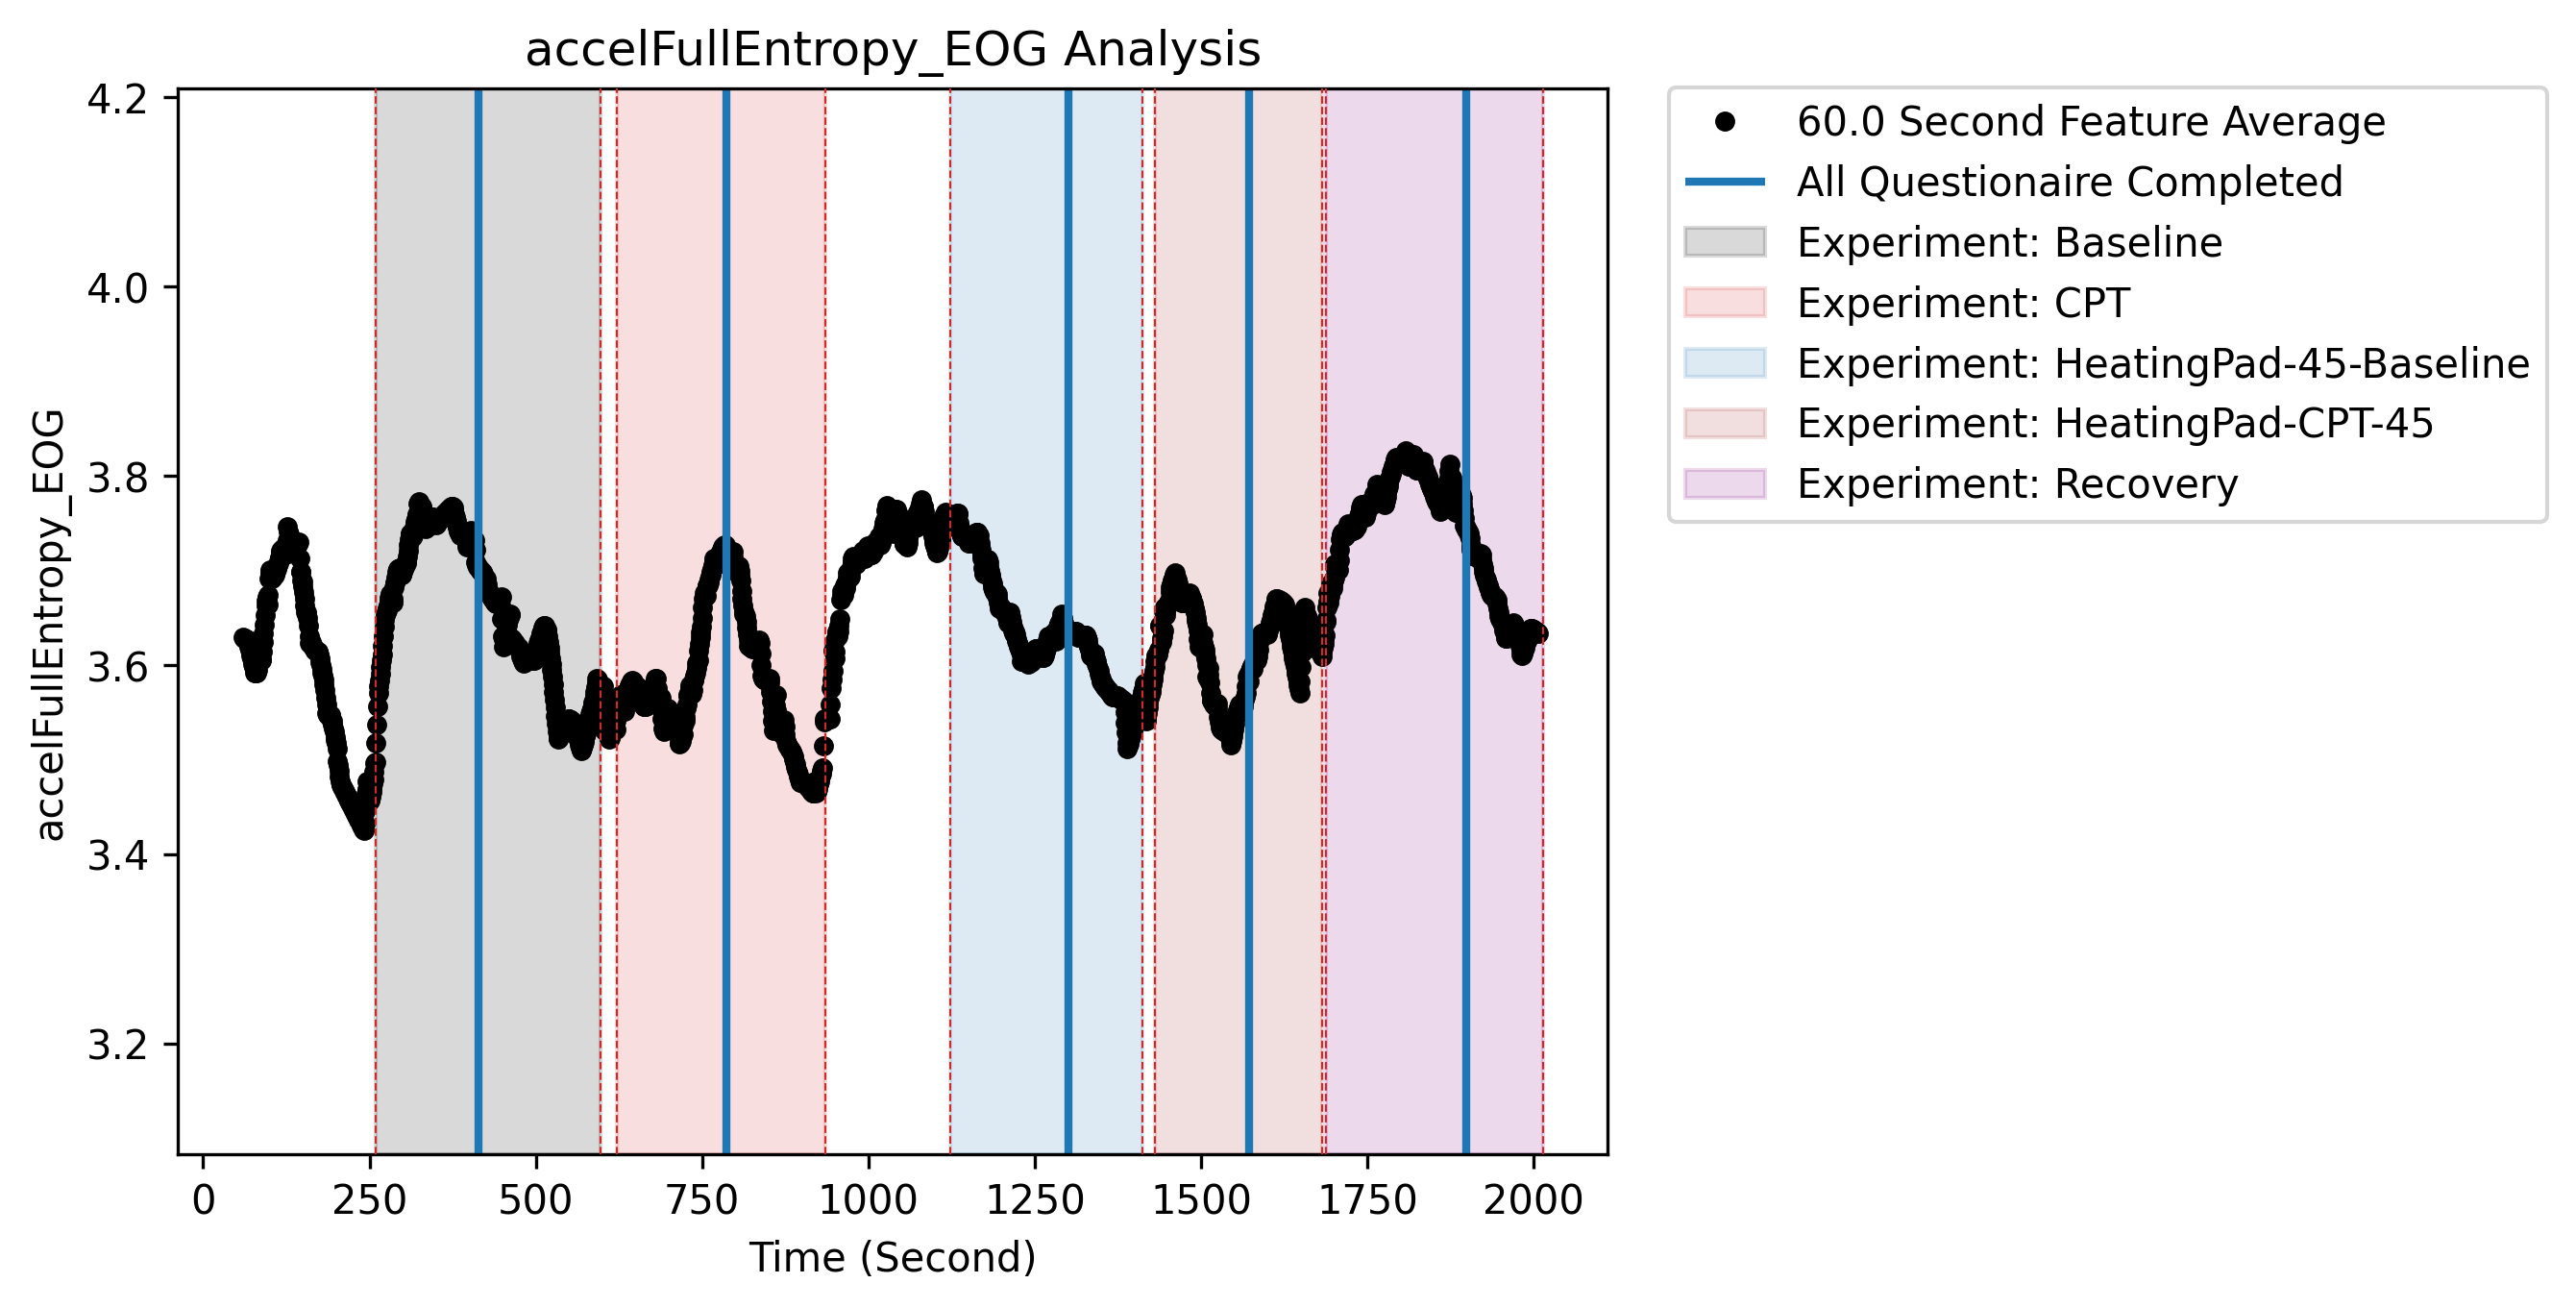 accelFullEntropy_EOG Analysis
4.2
4.0
3.8
3.6
3.4
3.2
accelFullEntropy_EOG
0 250 500 750 1000 1250 1500 1750 2000
Time (Second)
60.0 Second Feature Average
All Questionaire Completed
Experiment: Baseline
Experiment: CPT
Experiment: HeatingPad-45-Baseline
Experiment: HeatingPad-CPT-45
Experiment: Recovery